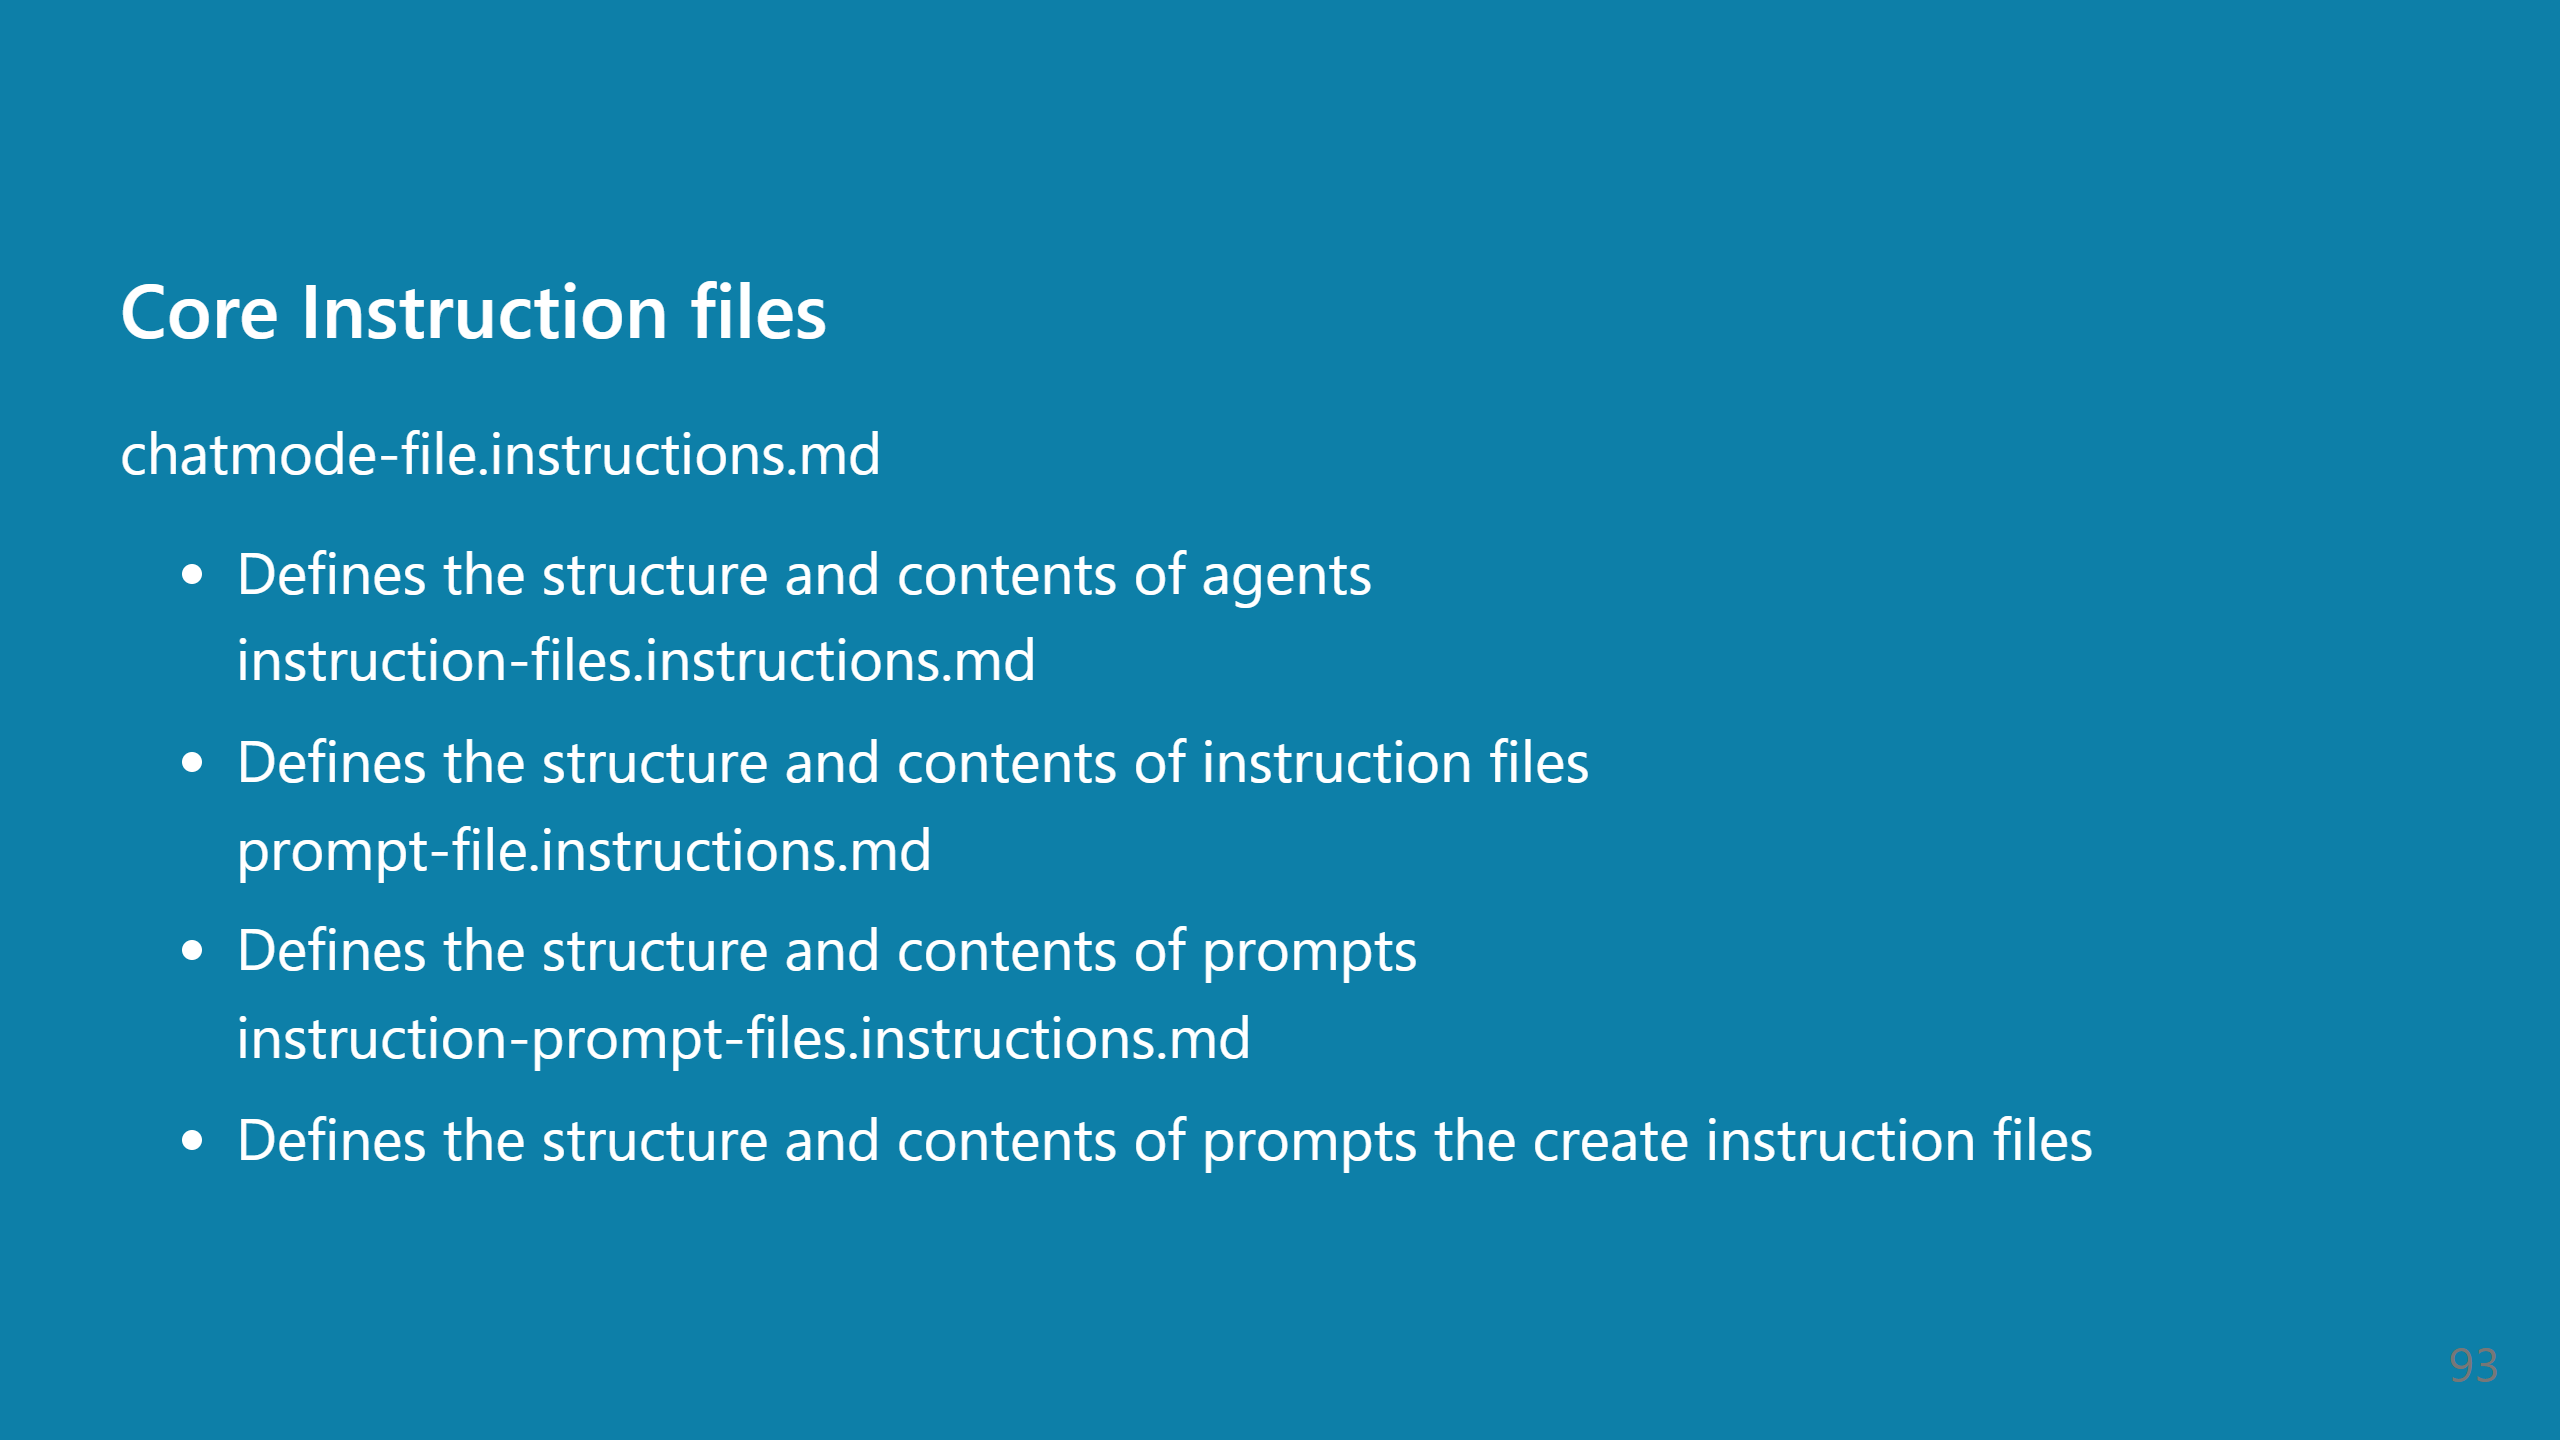 Core Instruction files
chatmode-file.instructions.md
• Defines the structure and contents of agents
instruction-files.instructions.md
• Defines the structure and contents of instruction files
prompt-file.instructions.md
• Defines the structure and contents of prompts
instruction-prompt-files.instructions.md
• Defines the structure and contents of prompts the create instruction files
93